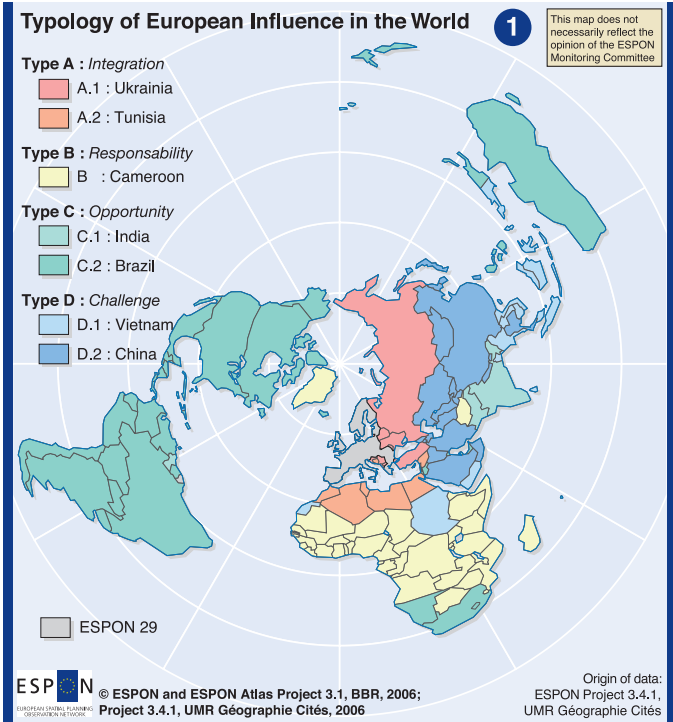 Typology of European Influence in the World
1
This map does not
necessarily reflect the
opinion of the ESPON
Monitoring Committee
Type A : Integration
A.1 : Ukrainia
A.2 : Tunisia
Type B : Responsability
B : Cameroon
Type C : Opportunity
C.1 : India
C.2 : Brazil
Type D : Challenge
D.1 : Vietnam
D.2 : China
ESPON 29
ESPON
EUROPEAN SPATIAL PLANNING
OBSERVATION NETWORK
© ESPON and ESPON Atlas Project 3.1, BBR, 2006;
Project 3.4.1, UMR Géographie Cités, 2006
Origin of data:
ESPON Project 3.4.1,
UMR Géographie Cités